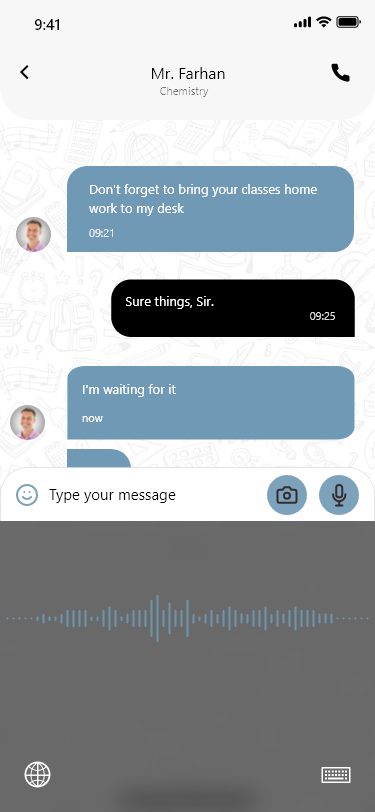 9:41
Mr. Farhan
Chemistry
Don't forget to bring your classes home
work to my desk
09:21
Sure things, Sir.
09:25
I'm waiting for it
now
Type your message